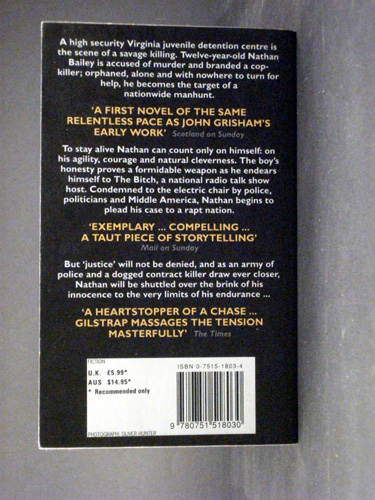 A high security Virginia juvenile detention centre is
the scene of a savage killing. Twelve-year-old Nathan
Bailey is accused of murder and branded a cop-
killer; orphaned, alone and with nowhere to turn for
help, he becomes the target of a
nationwide manhunt.
'A FIRST NOVEL OF THE SAME
RELENTLESS PACE AS JOHN GRISHAM'S
EARLY WORK' Scotland on Sunday
To stay alive Nathan can count only on himself: on
his agility, courage and natural cleverness. The boy's
honesty proves a formidable weapon as he endears
himself to The Bitch, a national radio talk show
host. Condemned to the electric chair by police,
politicians and Middle America, Nathan begins to
plead his case to a rapt nation.
'EXEMPLARY ... COMPELLING ...
A TAUT PIECE OF STORYTELLING'
Mail on Sunday
But 'justice' will not be denied, and as an army of
police and a dogged contract killer draw ever closer,
Nathan will be shuttled over the brink of his
innocence to the very limits of his endurance ...
'A HEARTSTOPPER OF A CHASE ...
GILSTRAP MASSAGES THE TENSION
MASTERFULLY' The Times
FICTION
U.K. £5.99*
AUS $14.95*
* Recommended only
ISBN 0-7515-1803-4
9 780751 518030
PHOTOGRAPH: OLIVER HUNTER